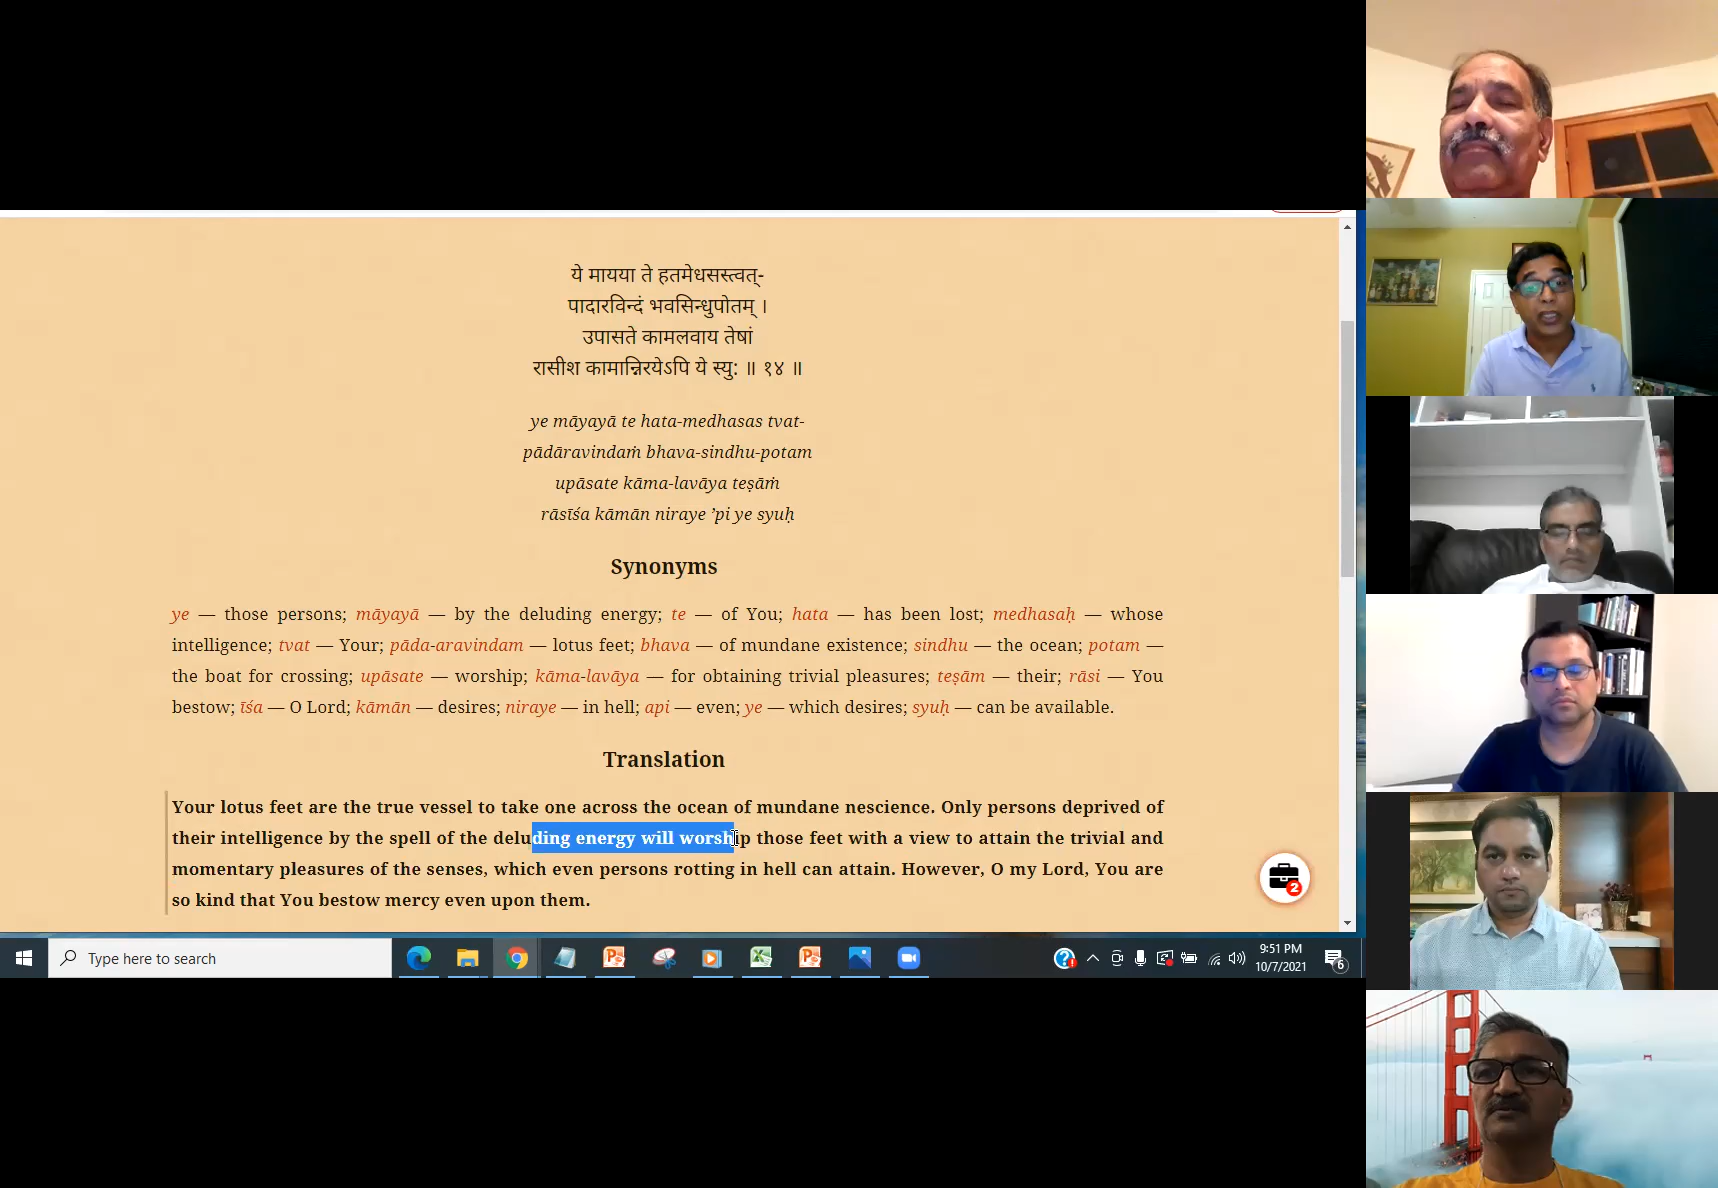 ये मायया ते हतमेधसस्त्वत्-
पादारविन्दं भवसिन्धुपोतम् ।
उपासते कामलवाय तेषां
रासीश कामान्निरयेऽपि ये स्यु: ॥ १४ ॥
ye māyayā te hata-medhasas tvat-
pādāravindaṁ bhava-sindhu-potam
upāsate kāma-lavāya teṣāṁ
rāsīśa kāmān niraye ’pi ye syuḥ
Synonyms
ye — those persons; māyayā — by the deluding energy; te — of You; hata — has been lost; medhasaḥ — whose
intelligence; tvat — Your; pāda-aravindam — lotus feet; bhava — of mundane existence; sindhu — the ocean; potam —
the boat for crossing; upāsate — worship; kāma-lavāya — for obtaining trivial pleasures; teṣām — their; rāsi — You
bestow; īśa — O Lord; kāmān — desires; niraye — in hell; api — even; ye — which desires; syuḥ — can be available.
Translation
Your lotus feet are the true vessel to take one across the ocean of mundane nescience. Only persons deprived of
their intelligence by the spell of the deluding energy will worship those feet with a view to attain the trivial and
momentary pleasures of the senses, which even persons rotting in hell can attain. However, O my Lord, You are
so kind that You bestow mercy even upon them.
2
Type here to search
9:51 PM
10/7/2021
6